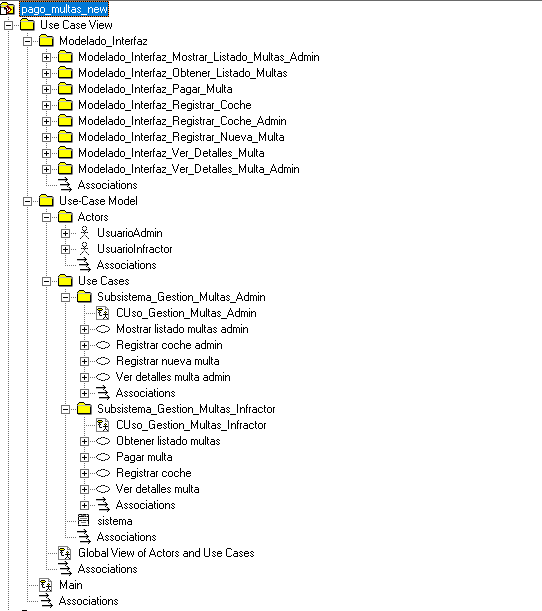 pago_multas_new
Use Case View
Modelado_Interfaz
Modelado_Interfaz_Mostrar_Listado_Multas_Admin
Modelado_Interfaz_Obtener_Listado_Multas
Modelado_Interfaz_Pagar_Multa
Modelado_Interfaz_Registrar_Coche
Modelado_Interfaz_Registrar_Coche_Admin
Modelado_Interfaz_Registrar_Nueva_Multa
Modelado_Interfaz_Ver_Detalles_Multa
Modelado_Interfaz_Ver_Detalles_Multa_Admin
Associations
Use-Case Model
Actors
UsuarioAdmin
UsuarioInfractor
Associations
Use Cases
Subsistema_Gestion_Multas_Admin
CUso_Gestion_Multas_Admin
Mostrar listado multas admin
Registrar coche admin
Registrar nueva multa
Ver detalles multa admin
Associations
Subsistema_Gestion_Multas_Infractor
CUso_Gestion_Multas_Infractor
Obtener listado multas
Pagar multa
Registrar coche
Ver detalles multa
Associations
sistema
Associations
Global View of Actors and Use Cases
Associations
Main
Associations